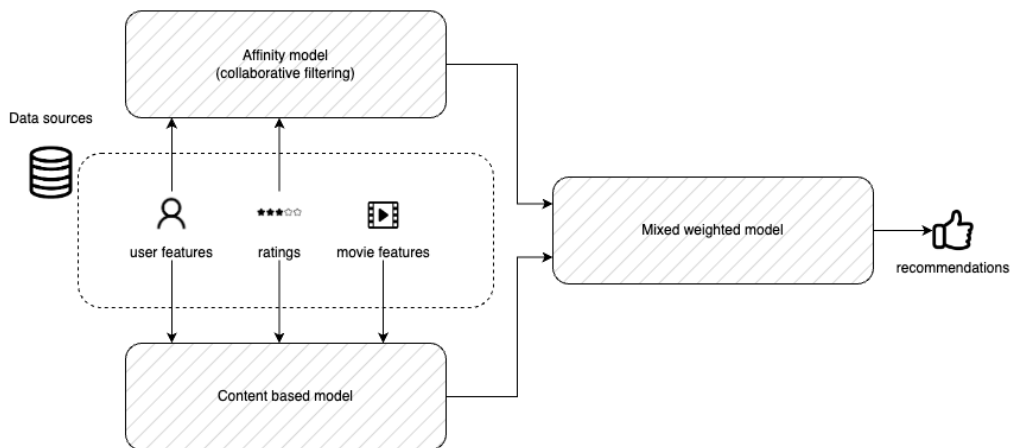 Affinity model
(collaborative filtering)
Data sources
user features
ratings
movie features
Mixed weighted model
recommendations
Content based model